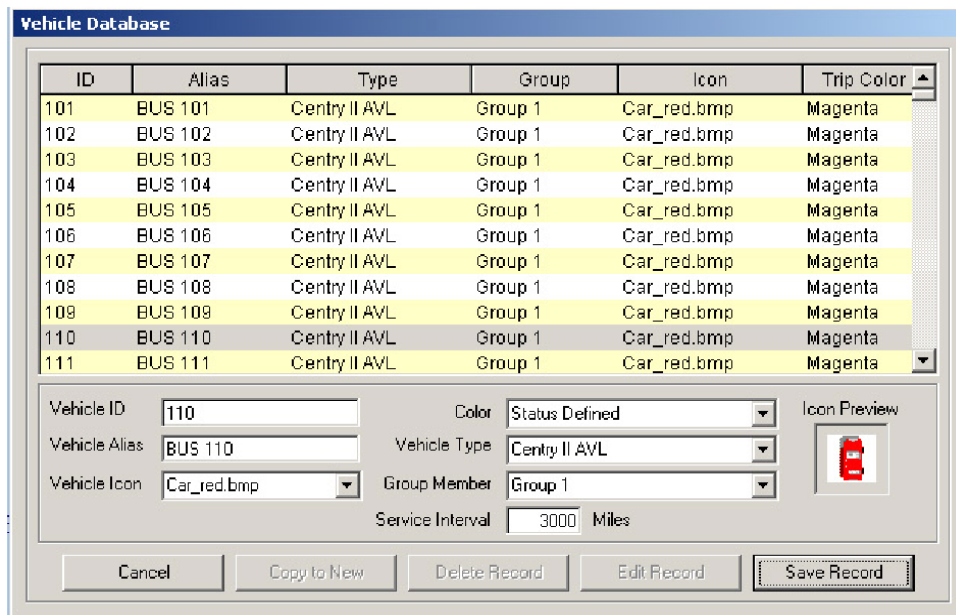 Vehicle Database
ID Alias Type Group Icon Trip Color
101 BUS 101 Centry II AVL Group 1 Car_red.bmp Magenta
102 BUS 102 Centry II AVL Group 1 Car_red.bmp Magenta
103 BUS 103 Centry II AVL Group 1 Car_red.bmp Magenta
104 BUS 104 Centry II AVL Group 1 Car_red.bmp Magenta
105 BUS 105 Centry II AVL Group 1 Car_red.bmp Magenta
106 BUS 106 Centry II AVL Group 1 Car_red.bmp Magenta
107 BUS 107 Centry II AVL Group 1 Car_red.bmp Magenta
108 BUS 108 Centry II AVL Group 1 Car_red.bmp Magenta
109 BUS 109 Centry II AVL Group 1 Car_red.bmp Magenta
110 BUS 110 Centry II AVL Group 1 Car_red.bmp Magenta
111 BUS 111 Centry II AVL Group 1 Car_red.bmp Magenta
Vehicle ID 110 Color Status Defined Icon Preview
Vehicle Alias BUS 110 Vehicle Type Centry II AVL
Vehicle Icon Car_red.bmp Group Member Group 1
Service Interval 3000 Miles
Cancel Copy to New Delete Record Edit Record Save Record